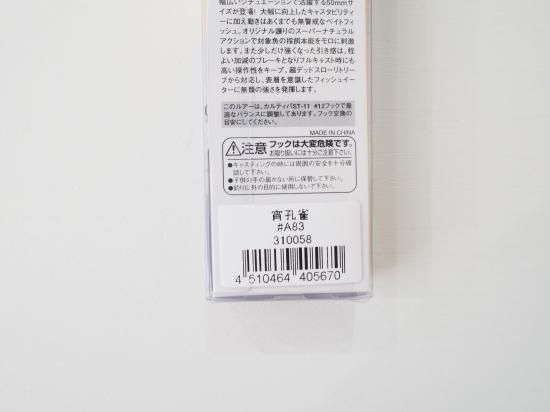 幅広いシチュエーションで活躍する50mmサ
イズが登場！大幅に向上したキャスタビリティ
ーに加え動きはあくまでも無警戒なベイトフィ
ッシュ。オリジナル譲りのスーパーナチュラル
アクションで対象魚の採餌本能をモロに刺激
します。また少しだけ強くなった引き感は、程
よい加減のブレーキとなりフルキャスト時にも
高い操作性をキープ。超デッドスローリトリー
ブから対応し、表層を意識したフィッシュイー
ターに無類の強さを発揮します。
このルアーは、カルティバST-11 #12フックで最
適なバランスに調整してあります。フック交換の
目安にしてください。
MADE IN CHINA
注意 フックは大変危険です。
お取り扱いには十分ご注意下さい。
●キャスティングの時には周囲の安全を十分確
認して下さい。
●子供の手の届かない所に保管して下さい。
●釣り以外の目的に使用しないで下さい。
宵孔雀
#A83
310058
4 510464 405670